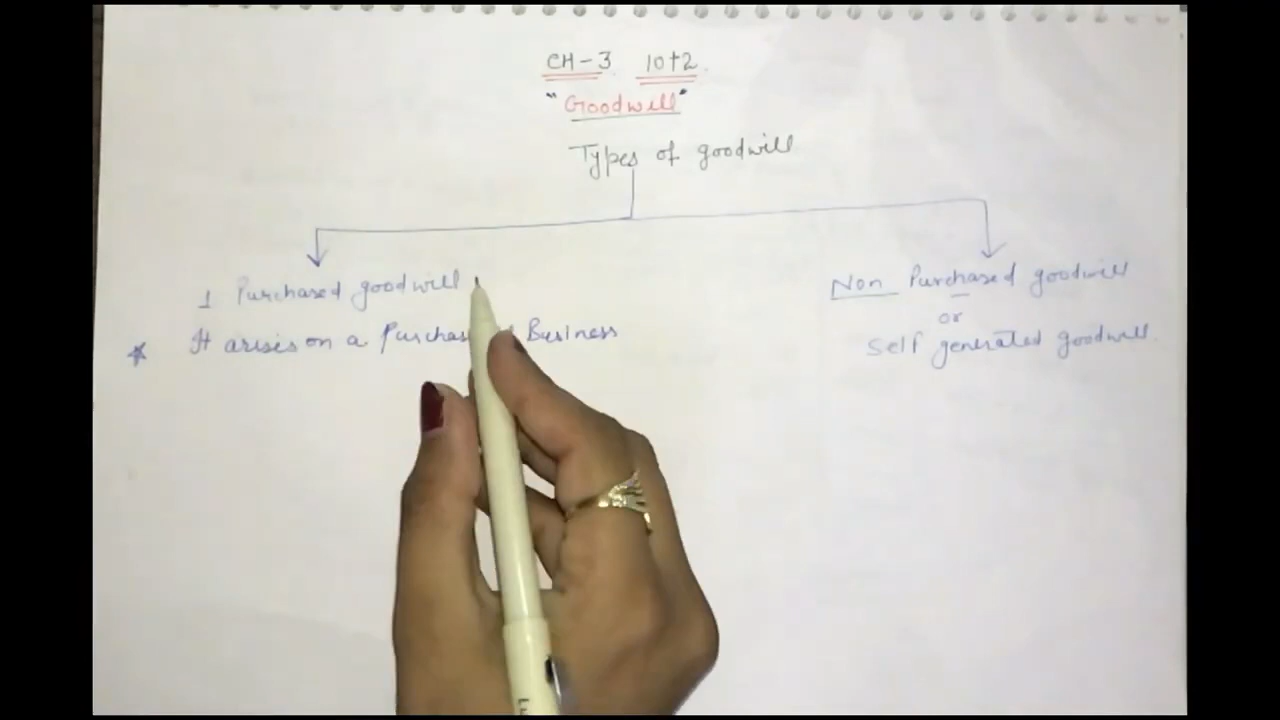 CH-3 10+2
"Goodwill"
Types of goodwill
1 Purchased goodwill
Non Purchased goodwill
or
Self generated goodwill
* It arises on a Purchas Business